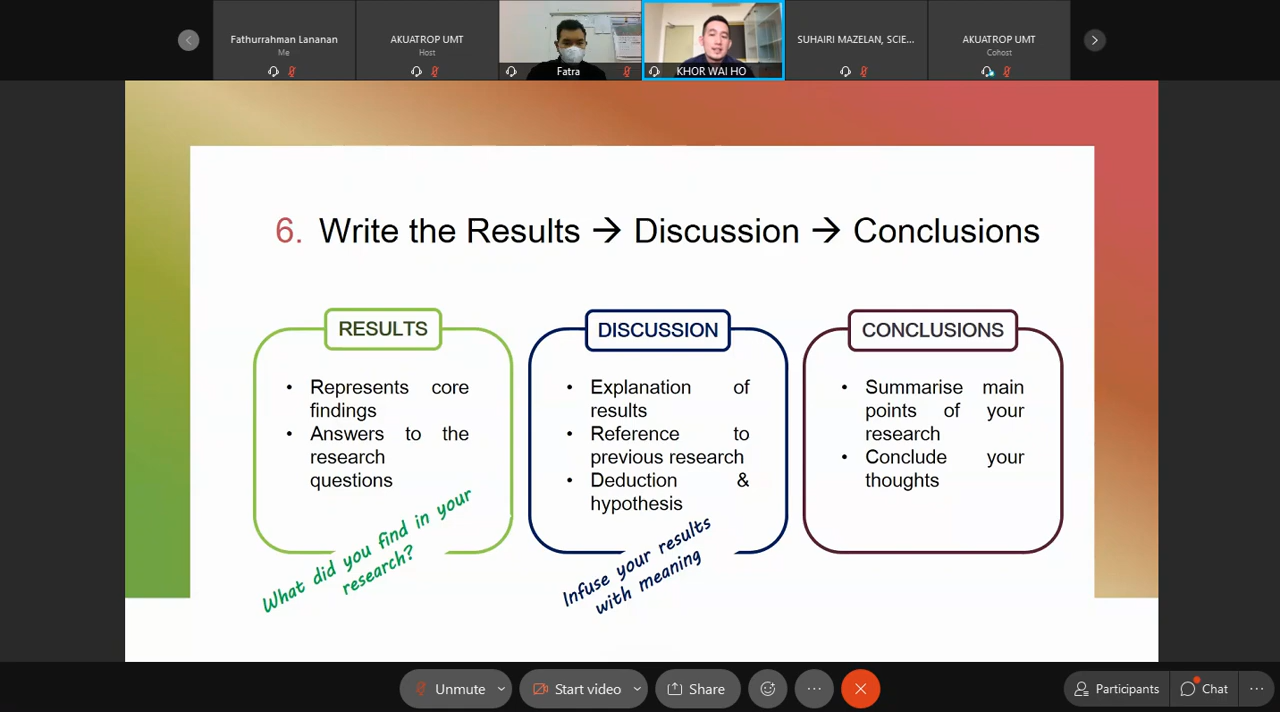 Fathurrahman Lananan
Me
AKUATROP UMT
Host
Fatra
KHOR WAI HO
SUHAIRI MAZELAN, SCIE...
AKUATROP UMT
Cohost
6. Write the Results → Discussion → Conclusions
RESULTS
• Represents core
findings
• Answers to the
research
questions
What did you find in your
research?
DISCUSSION
• Explanation of
results
• Reference to
previous research
• Deduction &
hypothesis
Infuse your results
with meaning
CONCLUSIONS
• Summarise main
points of your
research
• Conclude your
thoughts
Unmute
Start video
Share
Participants
Chat